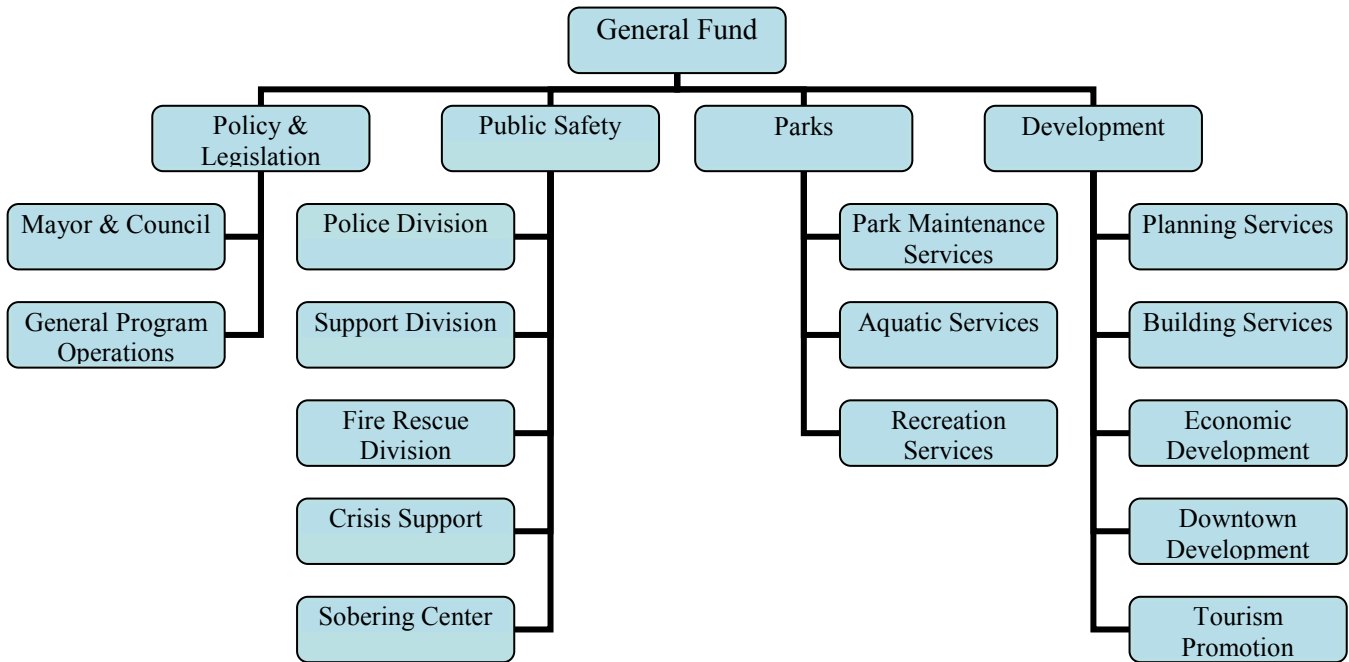 General Fund
Policy &
Legislation
Public Safety
Parks
Development
Mayor & Council
General Program
Operations
Police Division
Support Division
Fire Rescue
Division
Crisis Support
Sobering Center
Park Maintenance
Services
Aquatic Services
Recreation
Services
Planning Services
Building Services
Economic
Development
Downtown
Development
Tourism
Promotion